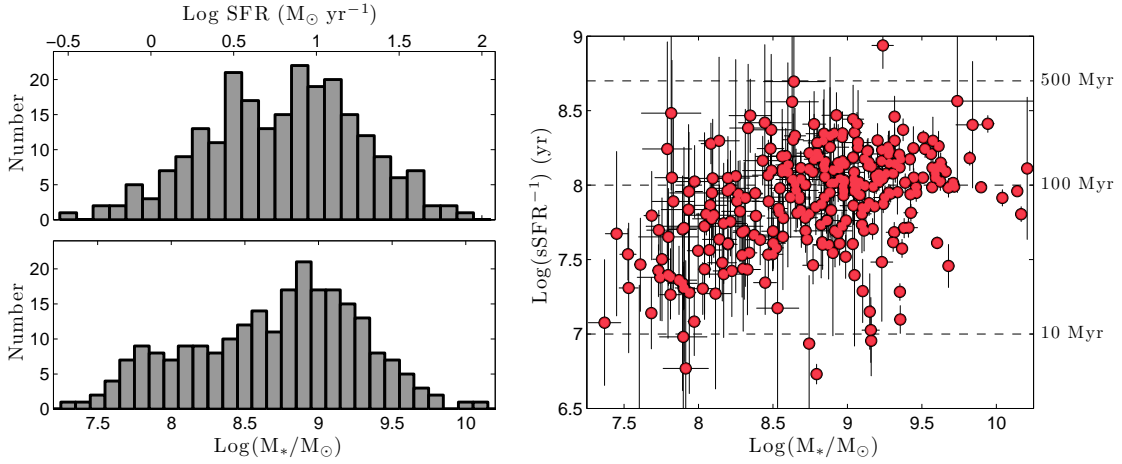 Log SFR (M⊙ yr−1)
−0.5 0 0.5 1 1.5 2
Number
20
15
10
5
0
Number
20
15
10
5
0
7.5 8 8.5 9 9.5 10
Log(M*/M⊙)
Log(sSFR−1) (yr)
9
8.5
8
7.5
7
6.5
500 Myr
100 Myr
10 Myr
7.5 8 8.5 9 9.5 10
Log(M*/M⊙)